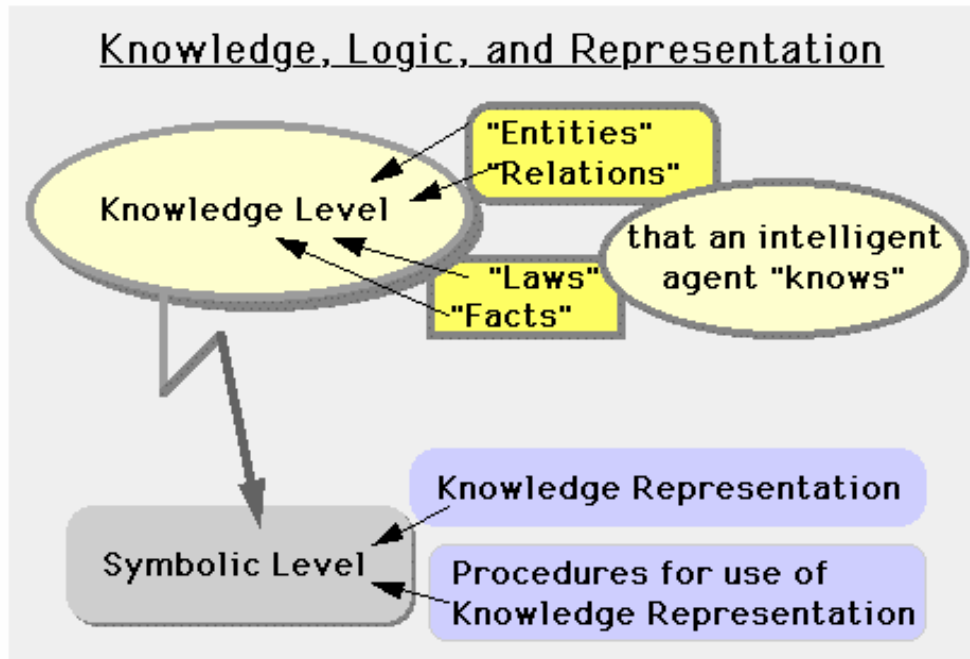 Knowledge, Logic, and Representation
"Entities"
"Relations"
Knowledge Level
that an intelligent
agent "knows"
"Laws"
"Facts"
Knowledge Representation
Symbolic Level
Procedures for use of
Knowledge Representation